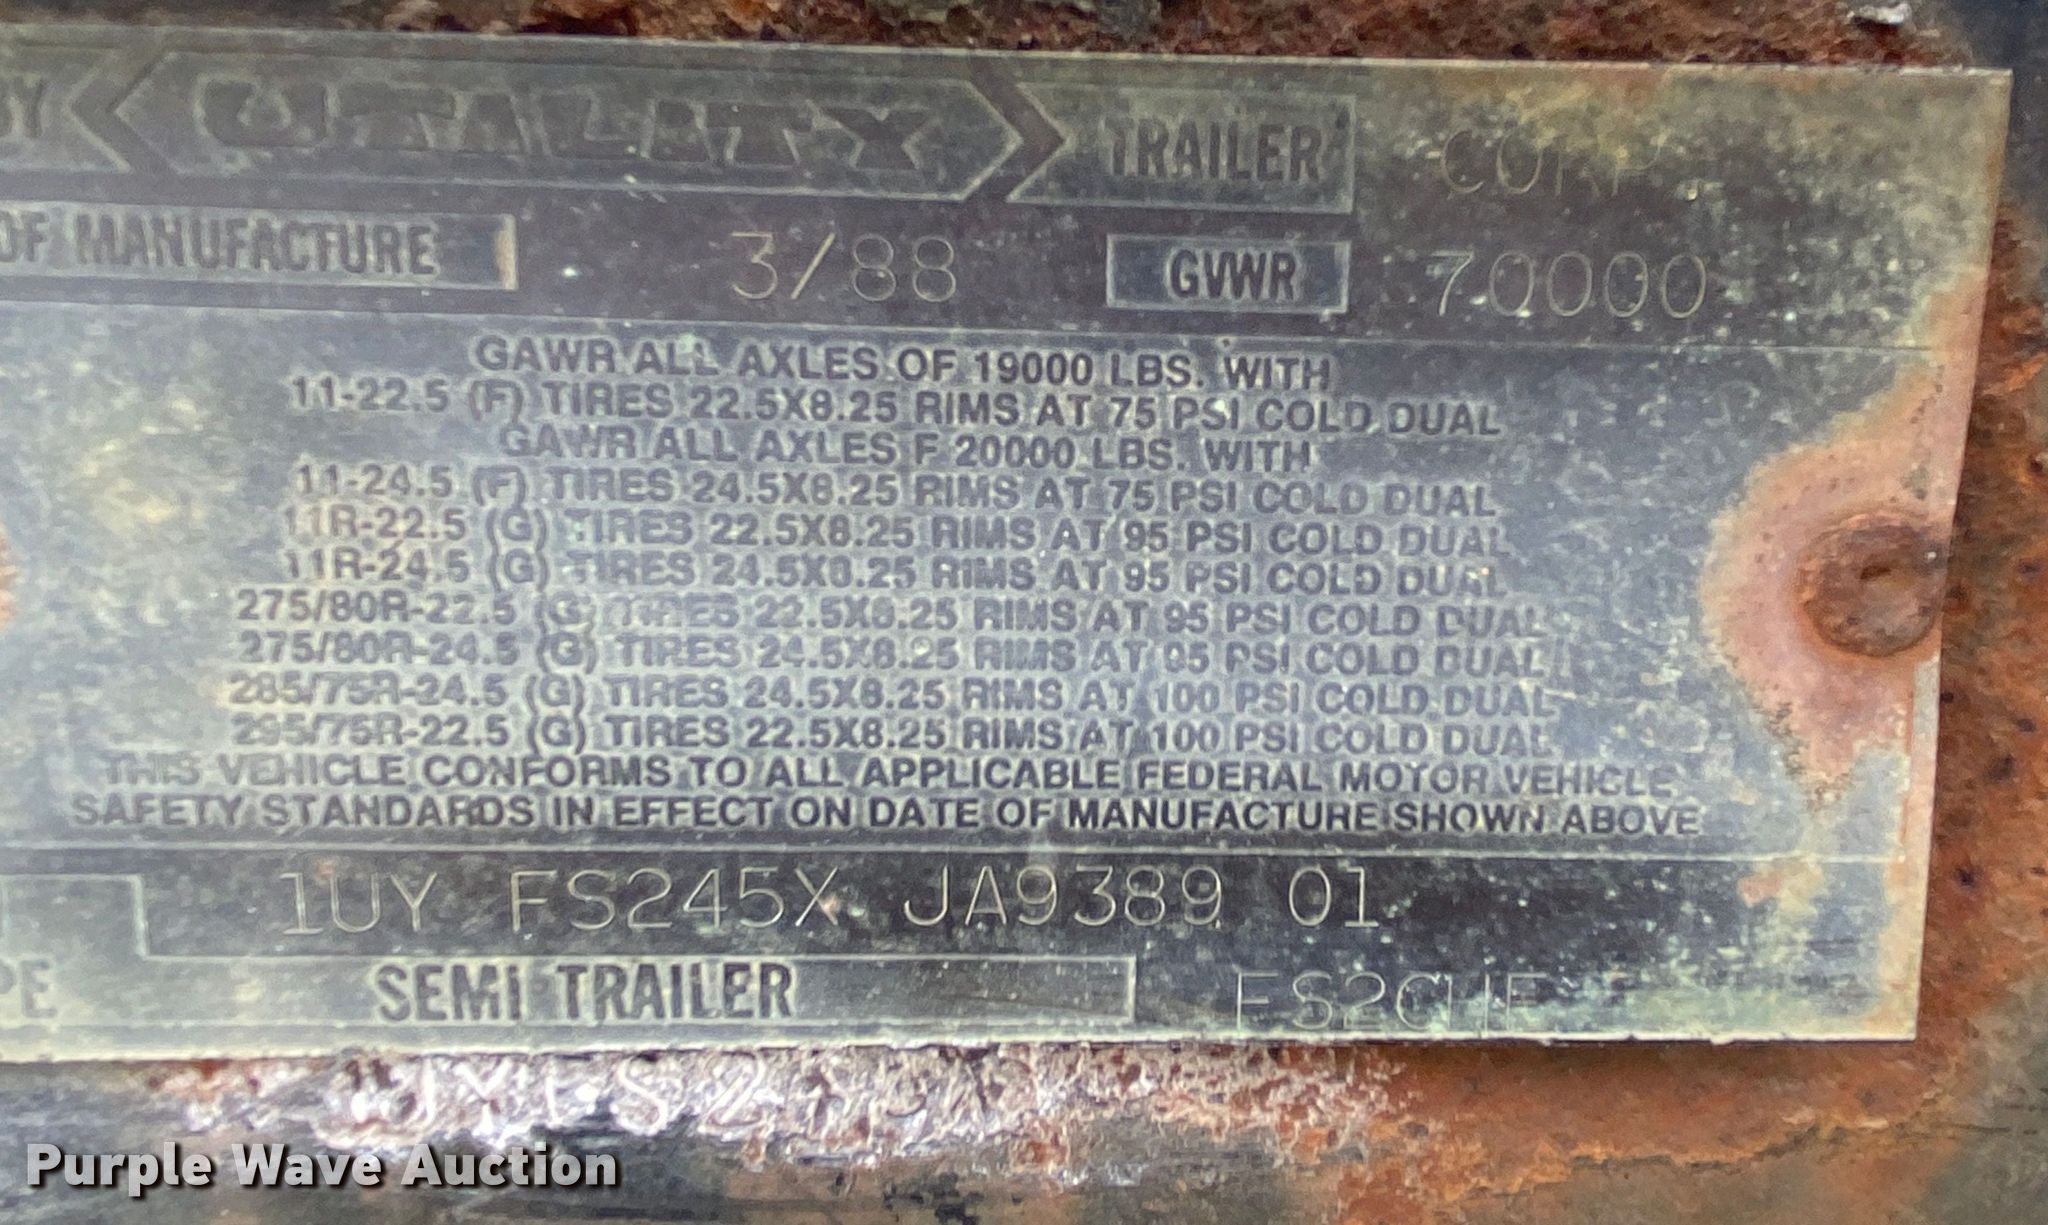 BY UTILITY TRAILER CORP
OF MANUFACTURE 3/88 GVWR 70000
GAWR ALL AXLES OF 19000 LBS. WITH
11-22.5 (F) TIRES 22.5X8.25 RIMS AT 75 PSI COLD DUAL
GAWR ALL AXLES F 20000 LBS. WITH
11-24.5 (F) TIRES 24.5X8.25 RIMS AT 75 PSI COLD DUAL
11R-22.5 (G) TIRES 22.5X8.25 RIMS AT 95 PSI COLD DUAL
11R-24.5 (G) TIRES 24.5X8.25 RIMS AT 95 PSI COLD DUAL
275/80R-22.5 (G) TIRES 22.5X8.25 RIMS AT 95 PSI COLD DUAL
275/80R-24.5 (G) TIRES 24.5X8.25 RIMS AT 95 PSI COLD DUAL
285/75R-24.5 (G) TIRES 24.5X8.25 RIMS AT 100 PSI COLD DUAL
295/75R-22.5 (G) TIRES 22.5X8.25 RIMS AT 100 PSI COLD DUAL
THIS VEHICLE CONFORMS TO ALL APPLICABLE FEDERAL MOTOR VEHICLE
SAFETY STANDARDS IN EFFECT ON DATE OF MANUFACTURE SHOWN ABOVE
1UY FS245X JA9389 01
PE SEMI TRAILER FS2CHE
Purple Wave Auction